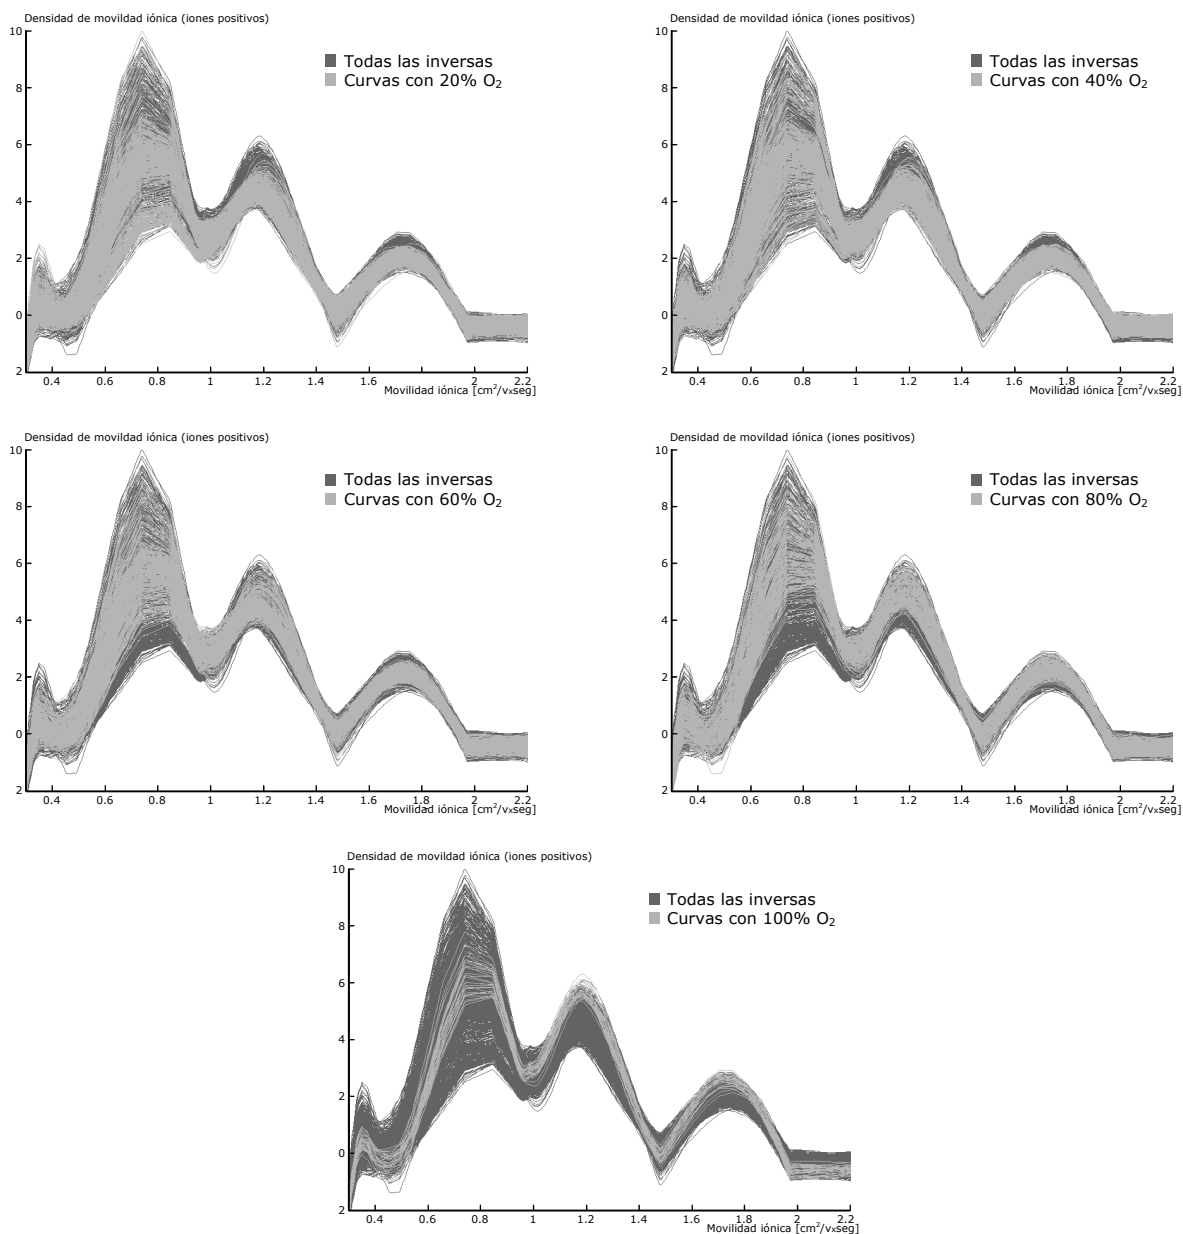 Densidad de movildad iónica (iones positivos)
10
8
6
4
2
0
2
Todas las inversas
Curvas con 20% O₂
0.4 0.6 0.8 1 1.2 1.4 1.6 1.8 2 2.2
Movilidad iónica [cm²/vxseg]
Densidad de movildad iónica (iones positivos)
10
8
6
4
2
0
2
Todas las inversas
Curvas con 40% O₂
0.4 0.6 0.8 1 1.2 1.4 1.6 1.8 2 2.2
Movilidad iónica [cm²/vxseg]
Densidad de movildad iónica (iones positivos)
10
8
6
4
2
0
2
Todas las inversas
Curvas con 60% O₂
0.4 0.6 0.8 1 1.2 1.4 1.6 1.8 2 2.2
Movilidad iónica [cm²/vxseg]
Densidad de movildad iónica (iones positivos)
10
8
6
4
2
0
2
Todas las inversas
Curvas con 80% O₂
0.4 0.6 0.8 1 1.2 1.4 1.6 1.8 2 2.2
Movilidad iónica [cm²/vxseg]
Densidad de movildad iónica (iones positivos)
10
8
6
4
2
0
2
Todas las inversas
Curvas con 100% O₂
0.4 0.6 0.8 1 1.2 1.4 1.6 1.8 2 2.2
Movilidad iónica [cm²/vxseg]